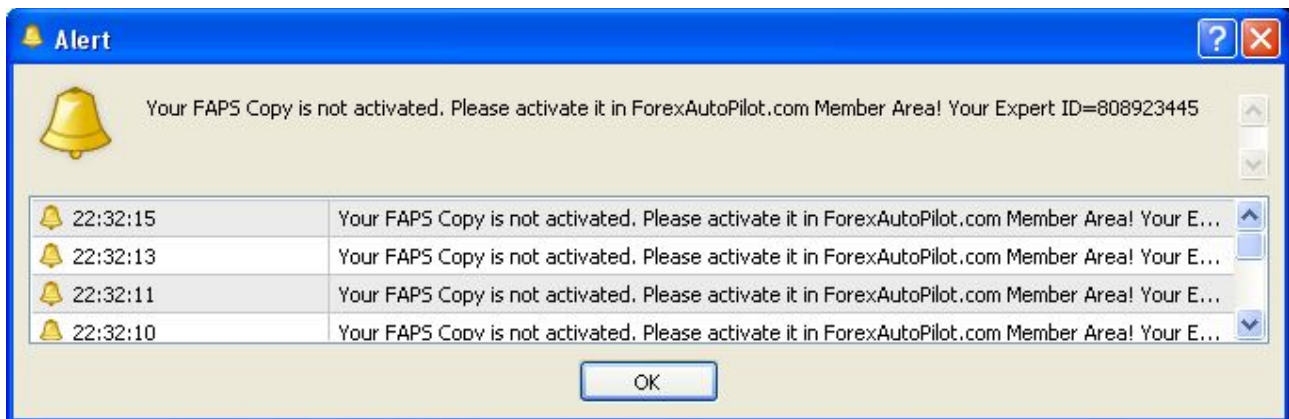 Alert
Your FAPS Copy is not activated. Please activate it in ForexAutoPilot.com Member Area! Your Expert ID=808923445
22:32:15 Your FAPS Copy is not activated. Please activate it in ForexAutoPilot.com Member Area! Your E...
22:32:13 Your FAPS Copy is not activated. Please activate it in ForexAutoPilot.com Member Area! Your E...
22:32:11 Your FAPS Copy is not activated. Please activate it in ForexAutoPilot.com Member Area! Your E...
22:32:10 Your FAPS Copy is not activated. Please activate it in ForexAutoPilot.com Member Area! Your E...
OK